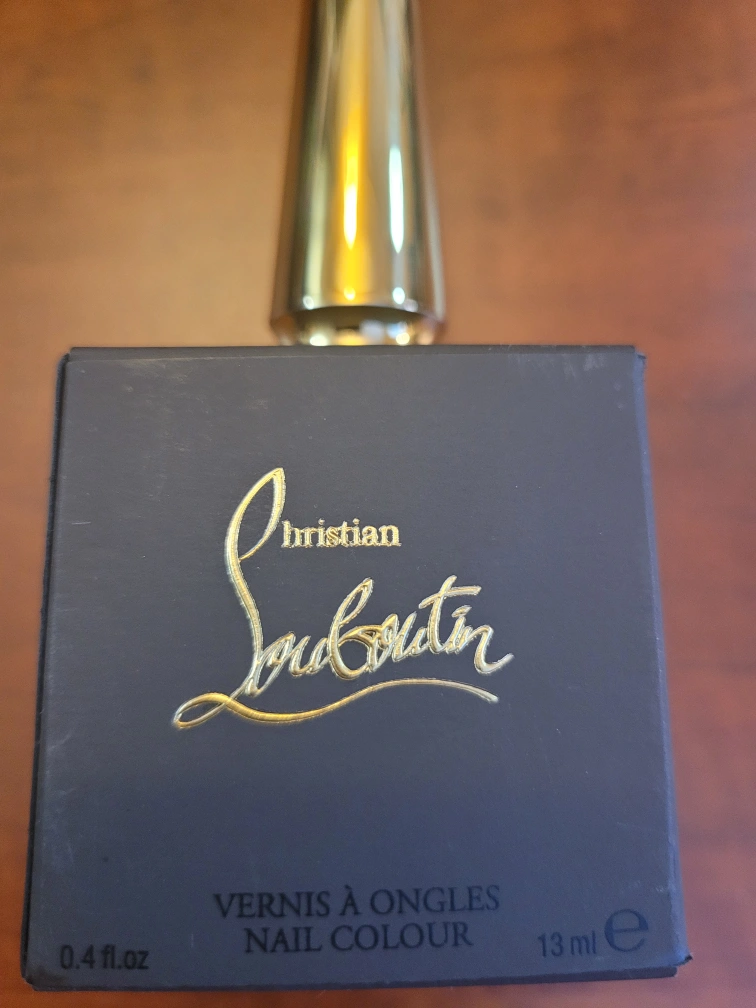 Christian
Louboutin
VERNIS À ONGLES
NAIL COLOUR
0.4 fl.oz
13 ml ℮